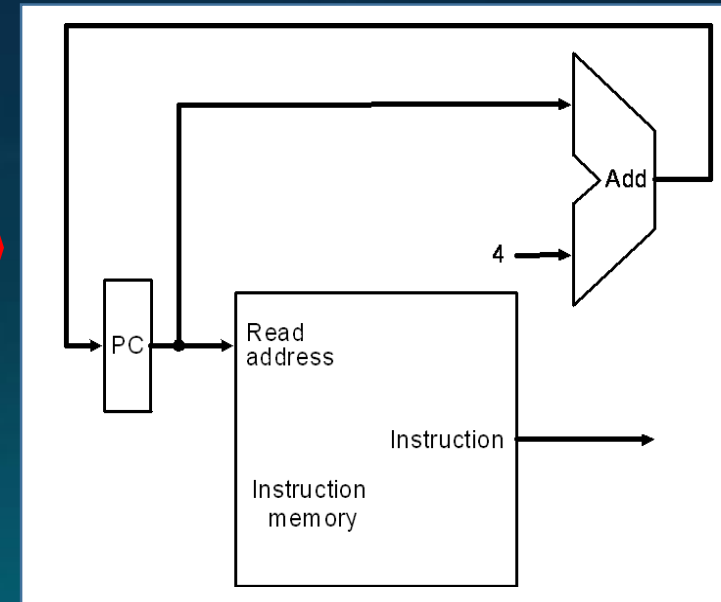 Add
4
PC
Read
address
Instruction
Instruction
memory